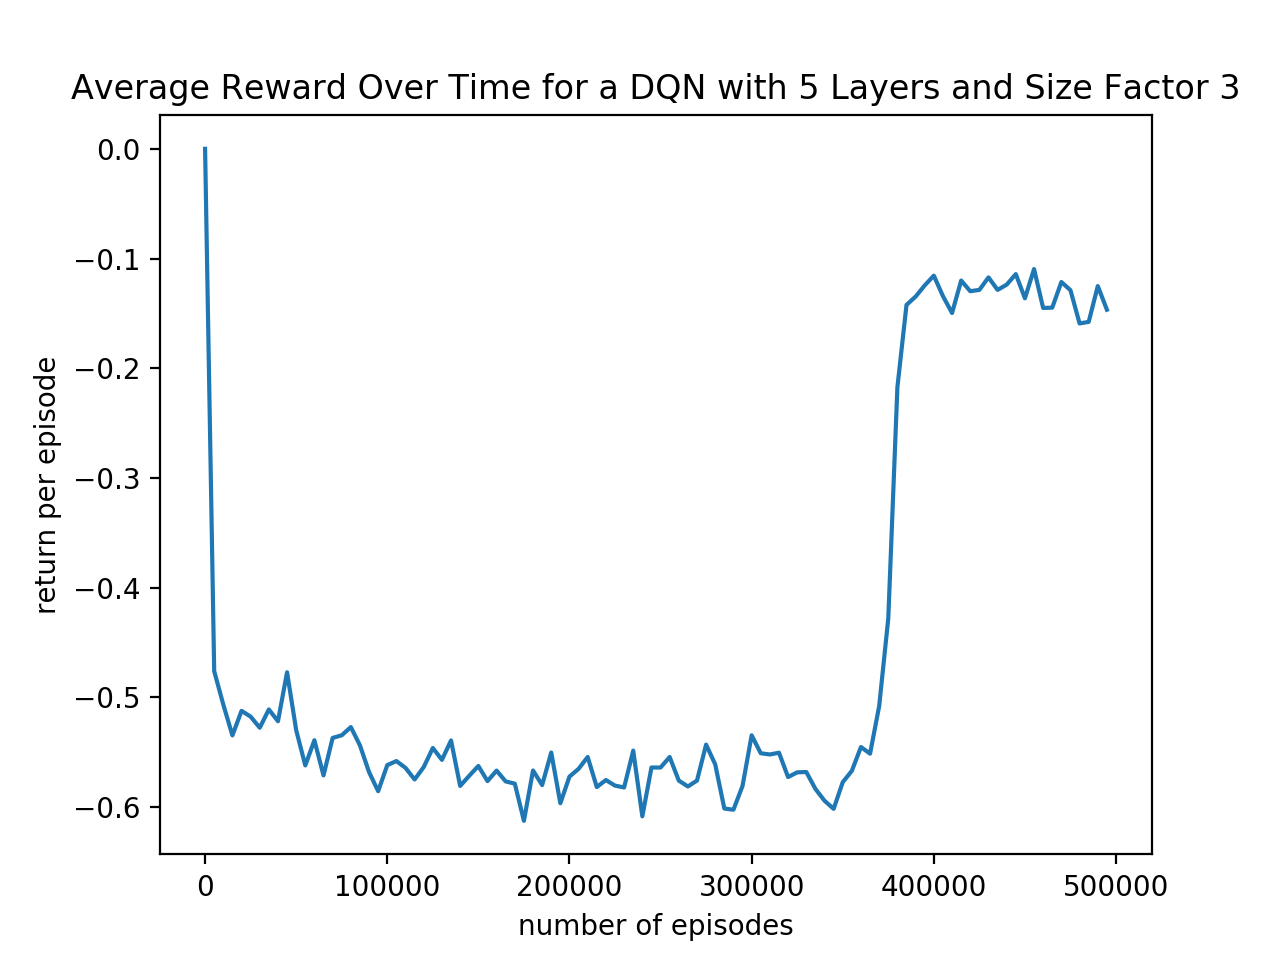 Average Reward Over Time for a DQN with 5 Layers and Size Factor 3
0.0
−0.1
−0.2
−0.3
−0.4
−0.5
−0.6
return per episode
0 100000 200000 300000 400000 500000
number of episodes